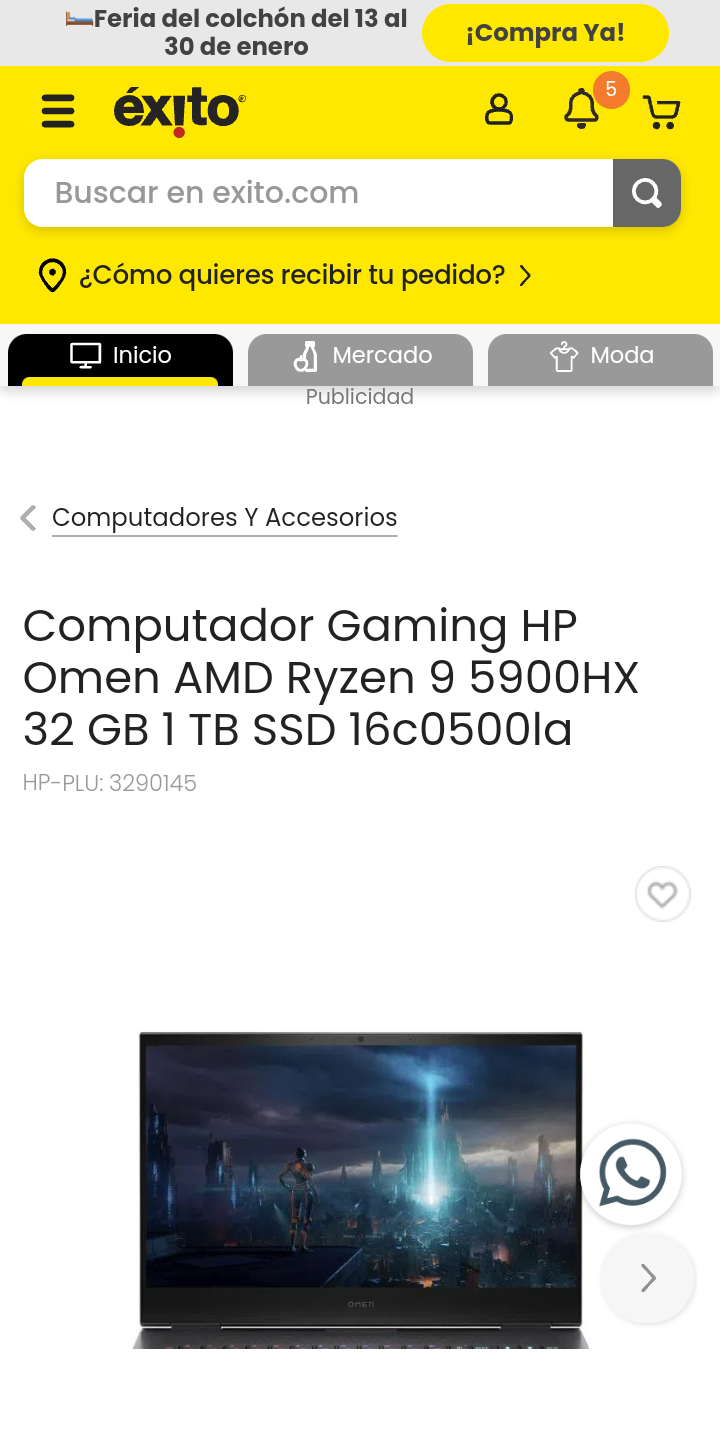 Feria del colchón del 13 al
30 de enero
¡Compra Ya!
éxito
5
Buscar en exito.com
¿Cómo quieres recibir tu pedido?
Inicio
Mercado
Moda
Publicidad
Computadores Y Accesorios
Computador Gaming HP
Omen AMD Ryzen 9 5900HX
32 GB 1 TB SSD 16c0500la
HP-PLU: 3290145
OMEN